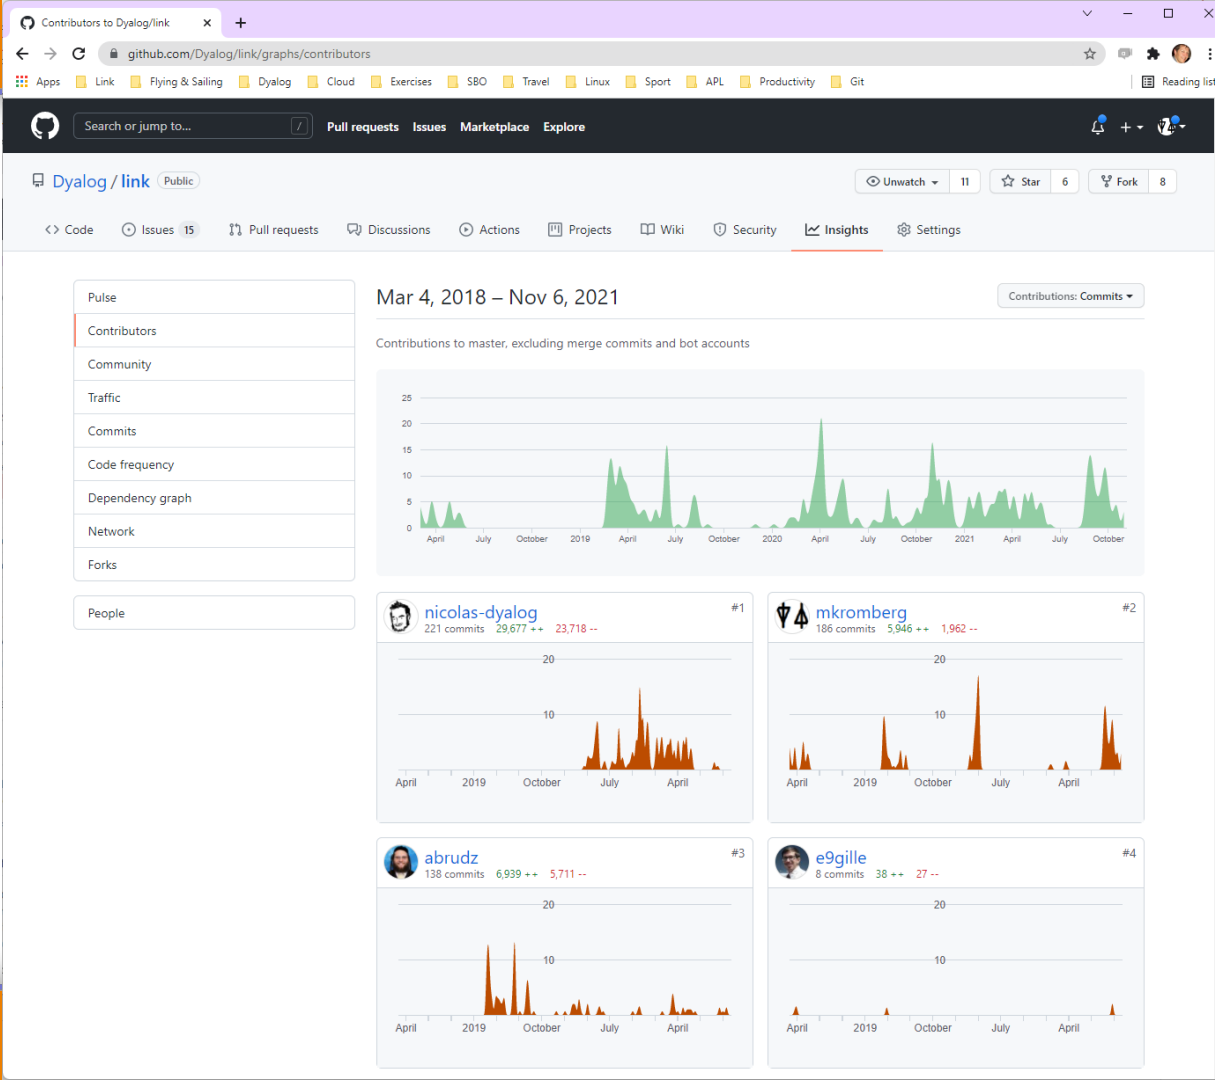 Contributors to Dyalog/link
github.com/Dyalog/link/graphs/contributors
Apps Link Flying & Sailing Dyalog Cloud Exercises SBO Travel Linux Sport APL Productivity Git Reading list
Search or jump to... / Pull requests Issues Marketplace Explore
Dyalog / link Public Unwatch 11 Star 6 Fork 8
Code Issues 15 Pull requests Discussions Actions Projects Wiki Security Insights Settings
Pulse
Contributors
Community
Traffic
Commits
Code frequency
Dependency graph
Network
Forks
People
Mar 4, 2018 – Nov 6, 2021 Contributions: Commits
Contributions to master, excluding merge commits and bot accounts
25
20
15
10
5
0
April July October 2019 April July October 2020 April July October 2021 April July October
nicolas-dyalog #1
221 commits 29,677 ++ 23,718 --
20
10
April 2019 October July April
mkromberg #2
186 commits 5,946 ++ 1,962 --
20
10
April 2019 October July April
abrudz #3
138 commits 6,939 ++ 5,711 --
20
10
April 2019 October July April
e9gille #4
8 commits 38 ++ 27 --
20
10
April 2019 October July April